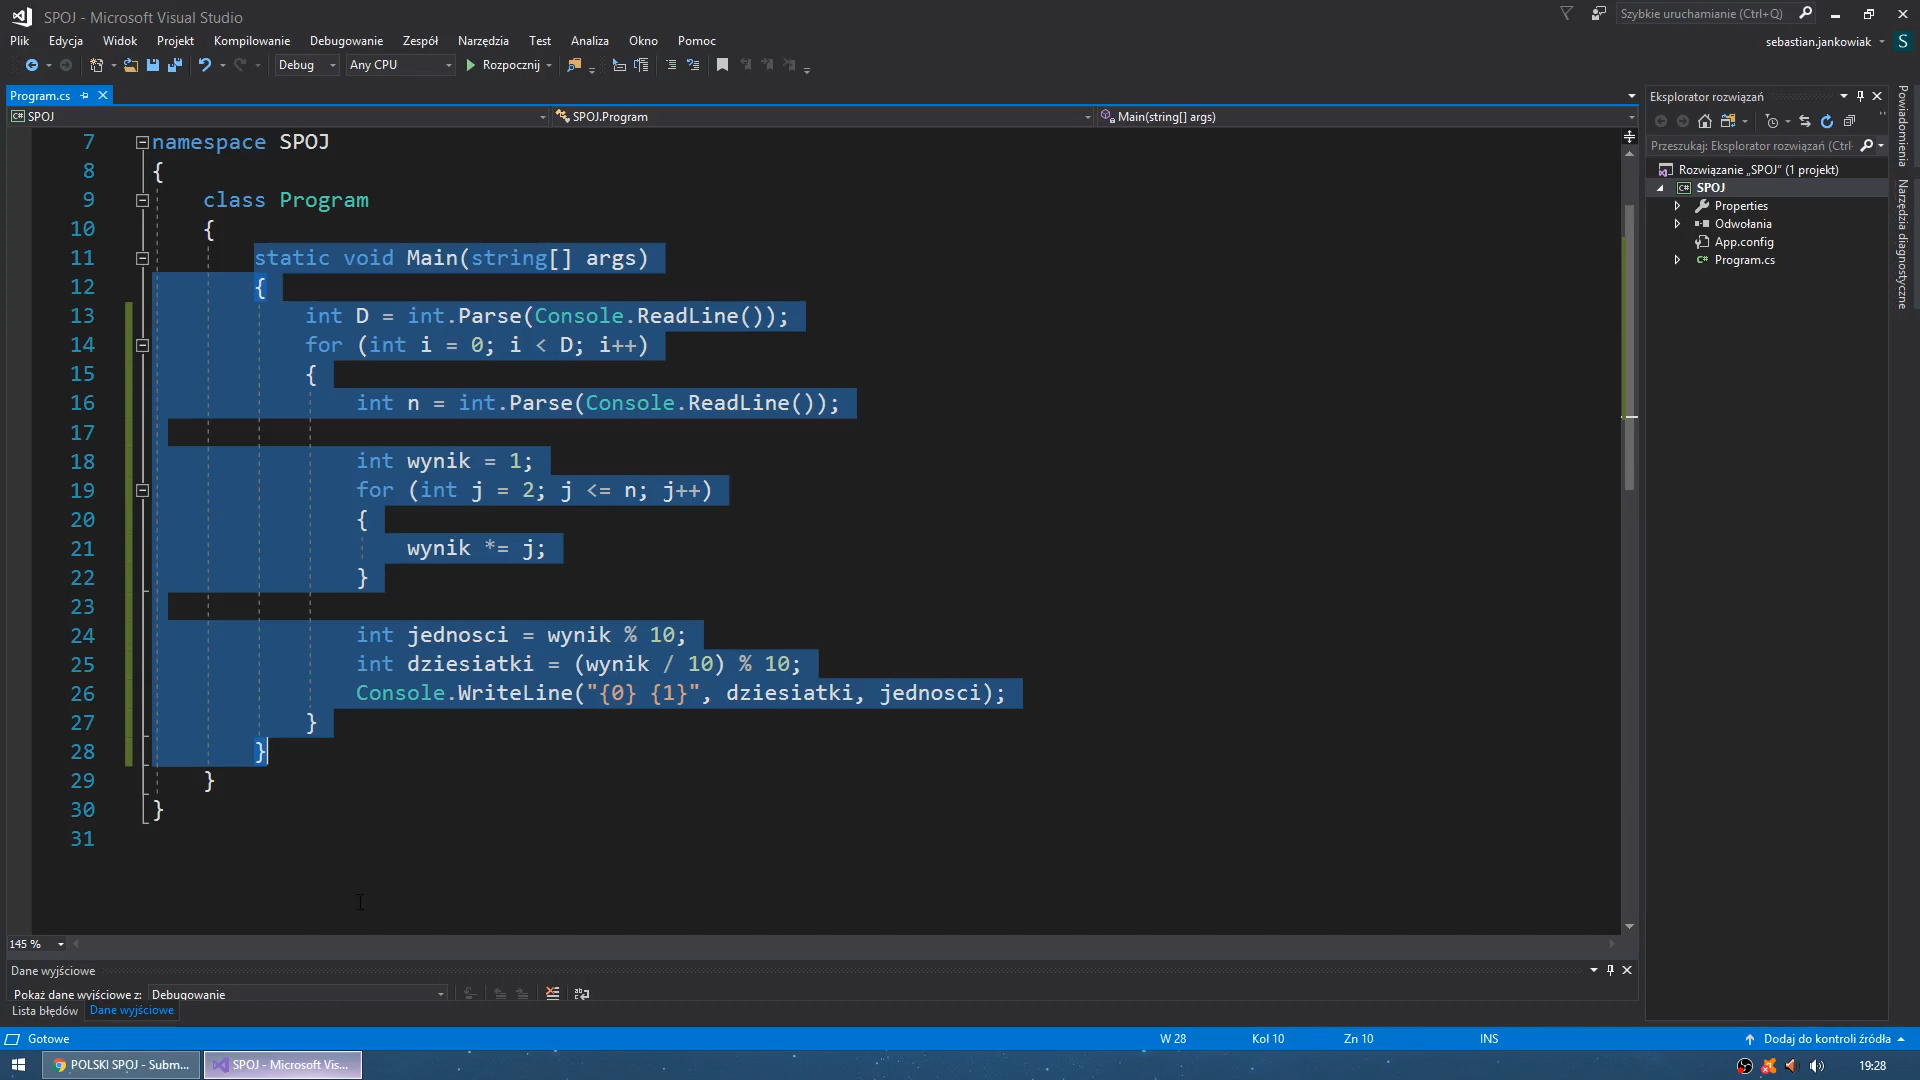 SPOJ - Microsoft Visual Studio
Szybkie uruchamianie (Ctrl+Q)
Plik Edycja Widok Projekt Kompilowanie Debugowanie Zespół Narzędzia Test Analiza Okno Pomoc
sebastian.jankowiak S
Debug Any CPU Rozpocznij
Program.cs
SPOJ SPOJ.Program Main(string[] args)
7 namespace SPOJ
8 {
9 class Program
10 {
11 static void Main(string[] args)
12 {
13 int D = int.Parse(Console.ReadLine());
14 for (int i = 0; i < D; i++)
15 {
16 int n = int.Parse(Console.ReadLine());
17
18 int wynik = 1;
19 for (int j = 2; j <= n; j++)
20 {
21 wynik *= j;
22 }
23
24 int jednosci = wynik % 10;
25 int dziesiatki = (wynik / 10) % 10;
26 Console.WriteLine("{0} {1}", dziesiatki, jednosci);
27 }
28 }
29 }
30 }
31
145 %
Eksplorator rozwiązań
Przeszukaj: Eksplorator rozwiązań (Ctrl-
Rozwiązanie „SPOJ" (1 projekt)
SPOJ
Properties
Odwołania
App.config
Program.cs
Powiadomienia
Narzędzia diagnostyczne
Dane wyjściowe
Pokaż dane wyjściowe z: Debugowanie
Lista błędów Dane wyjściowe
Gotowe W 28 Kol 10 Zn 10 INS Dodaj do kontroli źródła
POLSKI SPOJ - Subm... SPOJ - Microsoft Vis... 19:28